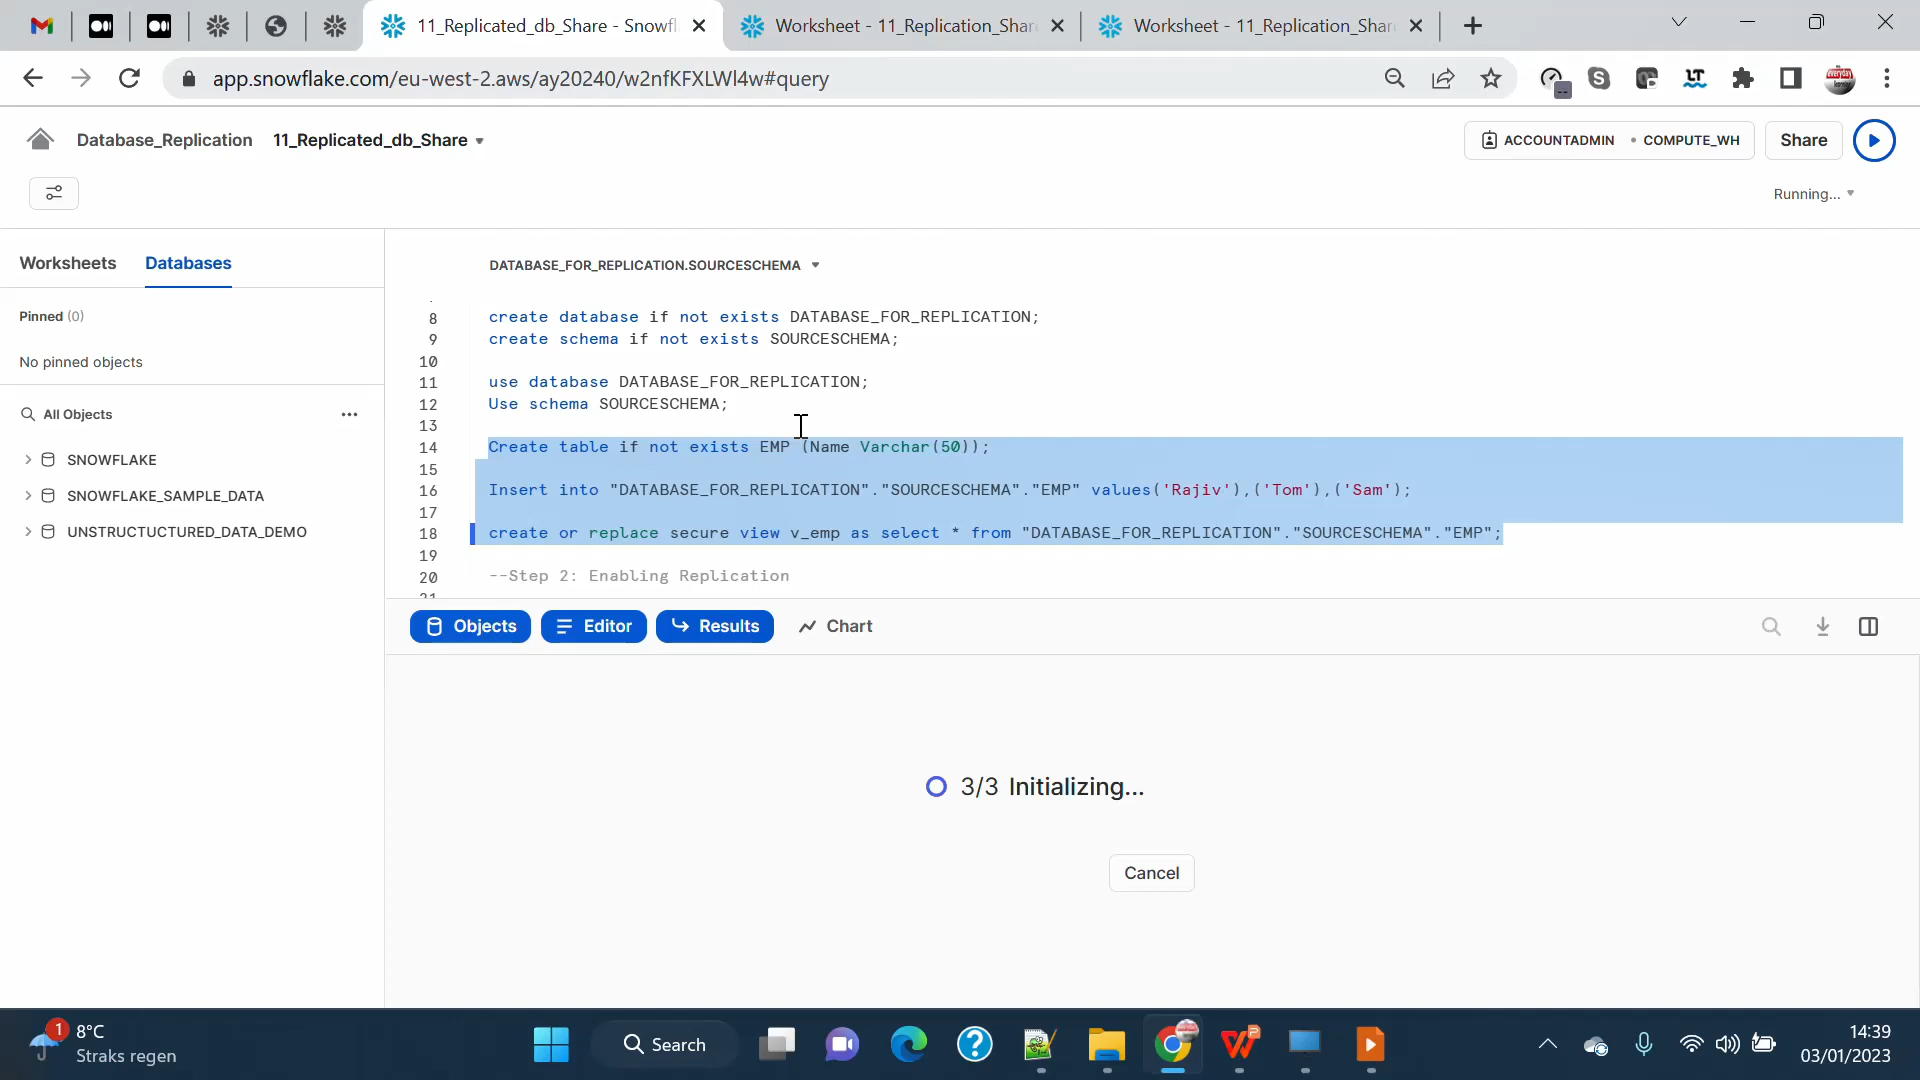 11_Replicated_db_Share - Snowfl
Worksheet - 11_Replication_Shar
Worksheet - 11_Replication_Shar
app.snowflake.com/eu-west-2.aws/ay20240/w2nfKFXLWl4w#query
Database_Replication 11_Replicated_db_Share
ACCOUNTADMIN • COMPUTE_WH
Share
Running...
Worksheets Databases
DATABASE_FOR_REPLICATION.SOURCESCHEMA
Pinned (0)
No pinned objects
All Objects
SNOWFLAKE
SNOWFLAKE_SAMPLE_DATA
UNSTRUCTUCTURED_DATA_DEMO
8 create database if not exists DATABASE_FOR_REPLICATION;
9 create schema if not exists SOURCESCHEMA;
10
11 use database DATABASE_FOR_REPLICATION;
12 Use schema SOURCESCHEMA;
13
14 Create table if not exists EMP (Name Varchar(50));
15
16 Insert into "DATABASE_FOR_REPLICATION"."SOURCESCHEMA"."EMP" values('Rajiv'),('Tom'),('Sam');
17
18 create or replace secure view v_emp as select * from "DATABASE_FOR_REPLICATION"."SOURCESCHEMA"."EMP";
19
20 --Step 2: Enabling Replication
21
Objects Editor Results Chart
3/3 Initializing...
Cancel
1
8°C
Straks regen
Search
14:39
03/01/2023